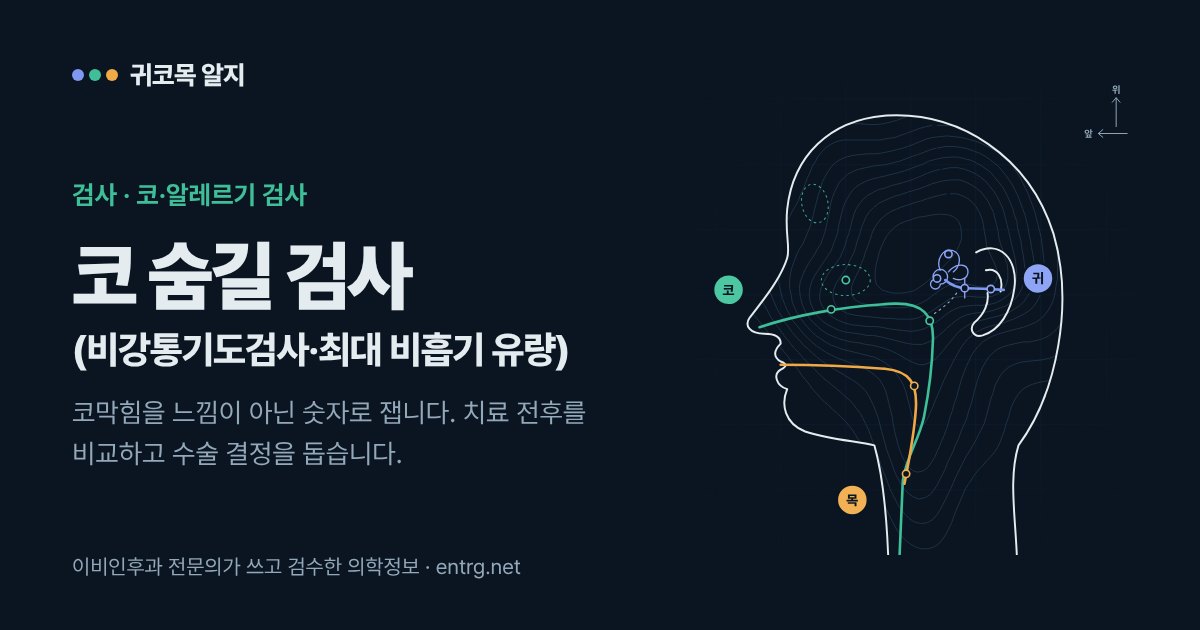 귀코목 알지
검사 · 코·알레르기 검사
코 숨길 검사
(비강통기도검사·최대 비흡기 유량)
코막힘을 느낌이 아닌 숫자로 잽니다. 치료 전후를
비교하고 수술 결정을 돕습니다.
이비인후과 전문의가 쓰고 검수한 의학정보 · entrg.net
위
앞
코
귀
목